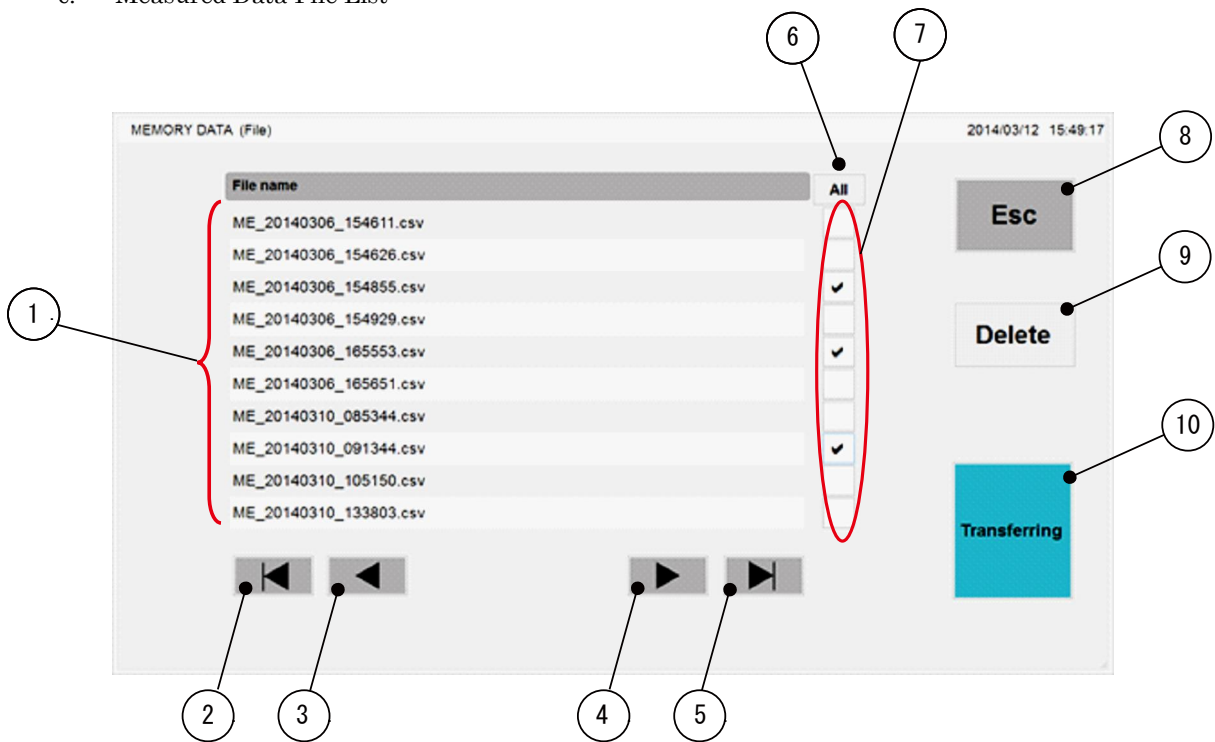 Measured Data File List
6
7
MEMORY DATA (File)
2014/03/12 15:49:17
8
File name
All
Esc
ME_20140306_154611.csv
ME_20140306_154626.csv
9
ME_20140306_154855.csv
1
ME_20140306_154929.csv
Delete
ME_20140306_165553.csv
ME_20140306_165651.csv
ME_20140310_085344.csv
10
ME_20140310_091344.csv
ME_20140310_105150.csv
ME_20140310_133803.csv
Transferring
2
3
4
5